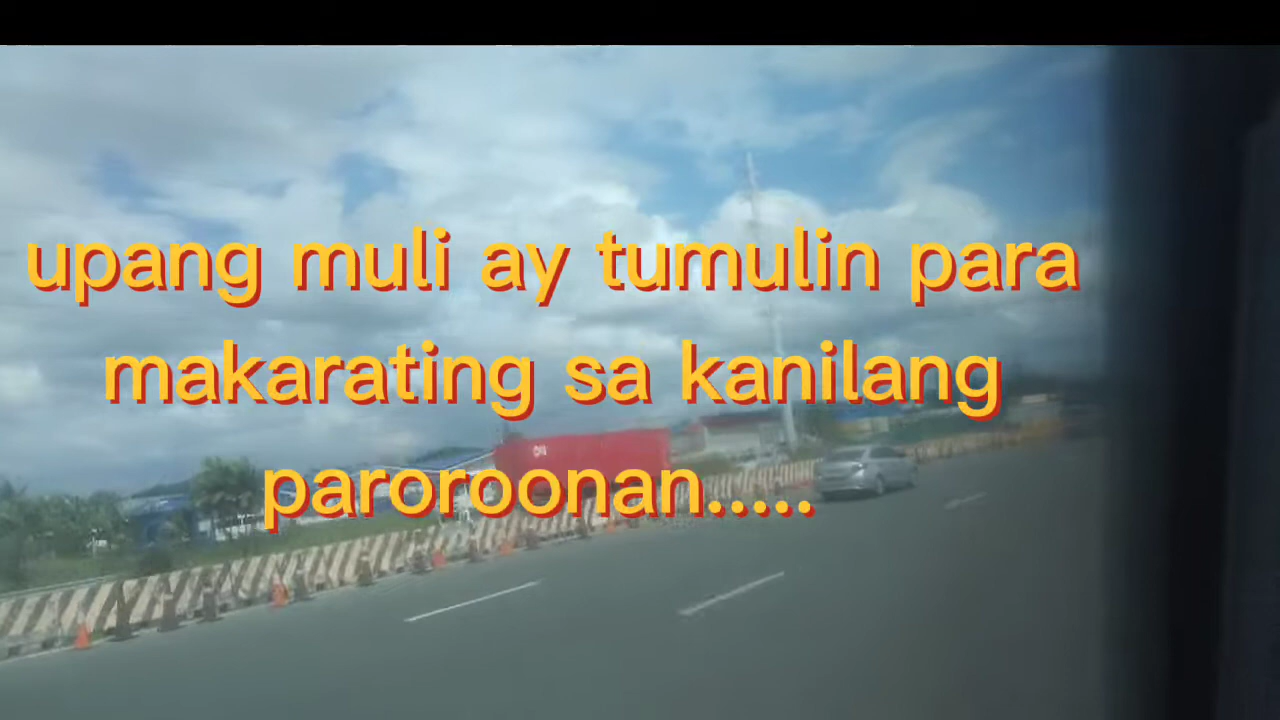 upang muli ay tumulin para
makarating sa kanilang
paroroonan.....